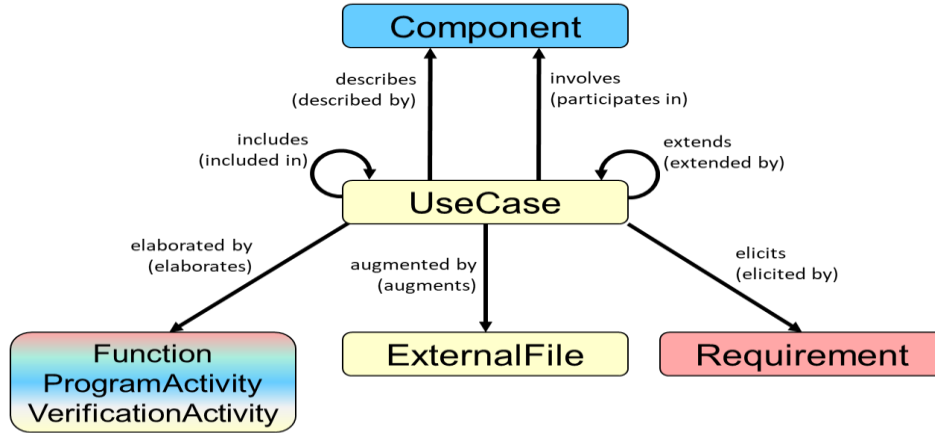 Component
describes
(described by)
involves
(participates in)
includes
(included in)
extends
(extended by)
UseCase
elaborated by
(elaborates)
augmented by
(augments)
elicits
(elicited by)
Function
ProgramActivity
VerificationActivity
ExternalFile
Requirement